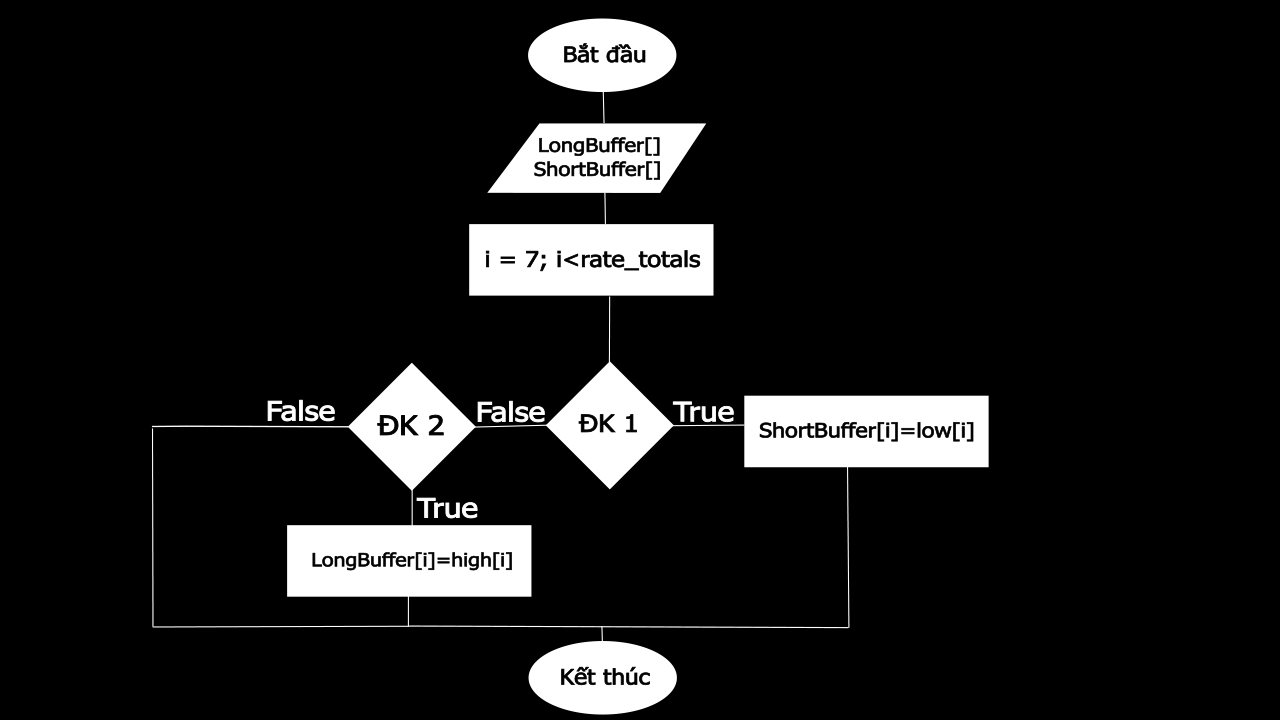 Bắt đầu
LongBuffer[]
ShortBuffer[]
i = 7; i<rate_totals
False
ĐK 2
False
ĐK 1
True
ShortBuffer[i]=low[i]
True
LongBuffer[i]=high[i]
Kết thúc